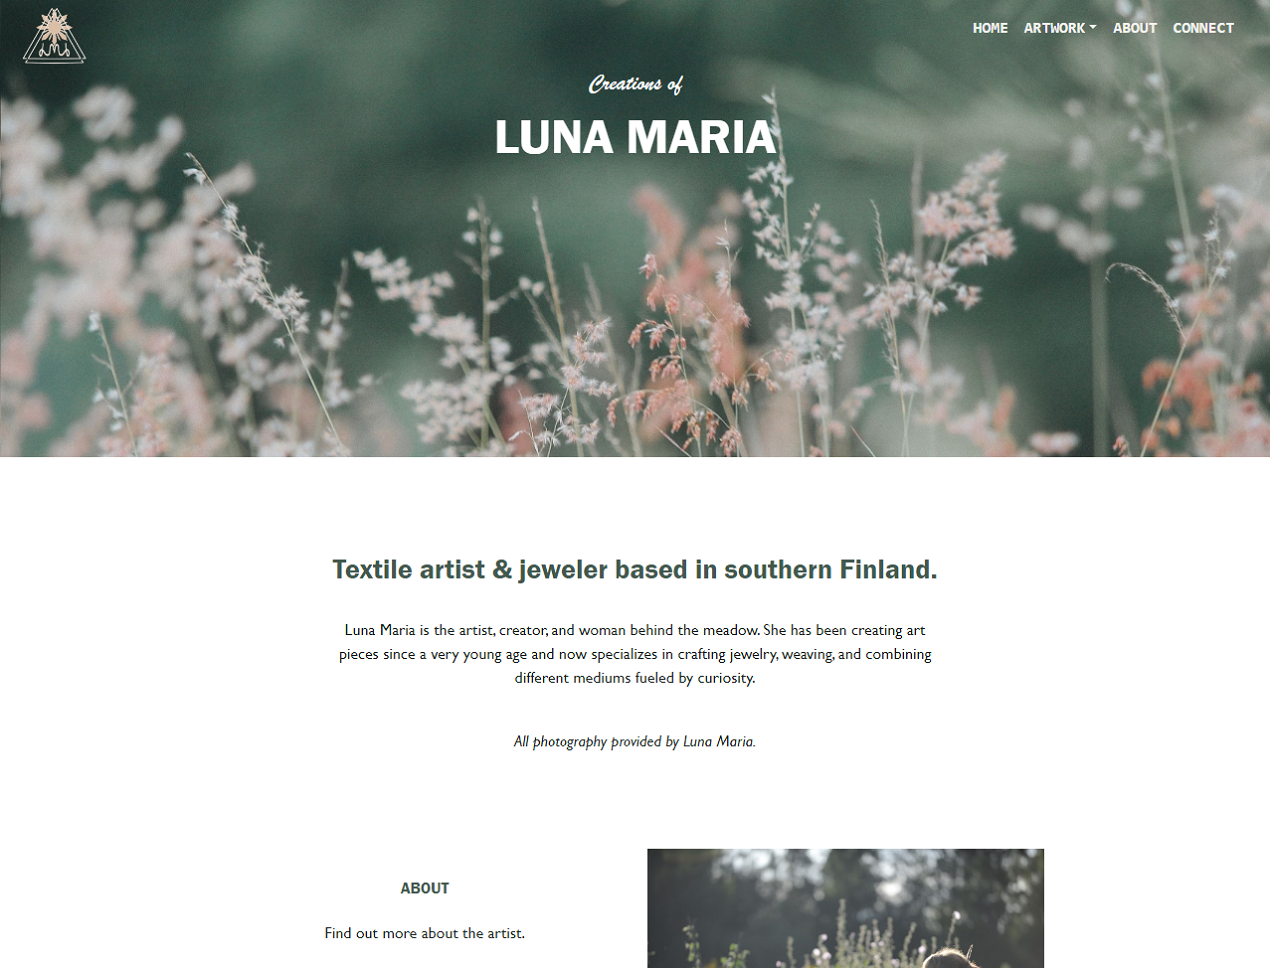 HOME ARTWORK ABOUT CONNECT
Creations of
LUNA MARIA
Textile artist & jeweler based in southern Finland.
Luna Maria is the artist, creator, and woman behind the meadow. She has been creating art
pieces since a very young age and now specializes in crafting jewelry, weaving, and combining
different mediums fueled by curiosity.
All photography provided by Luna Maria.
ABOUT
Find out more about the artist.